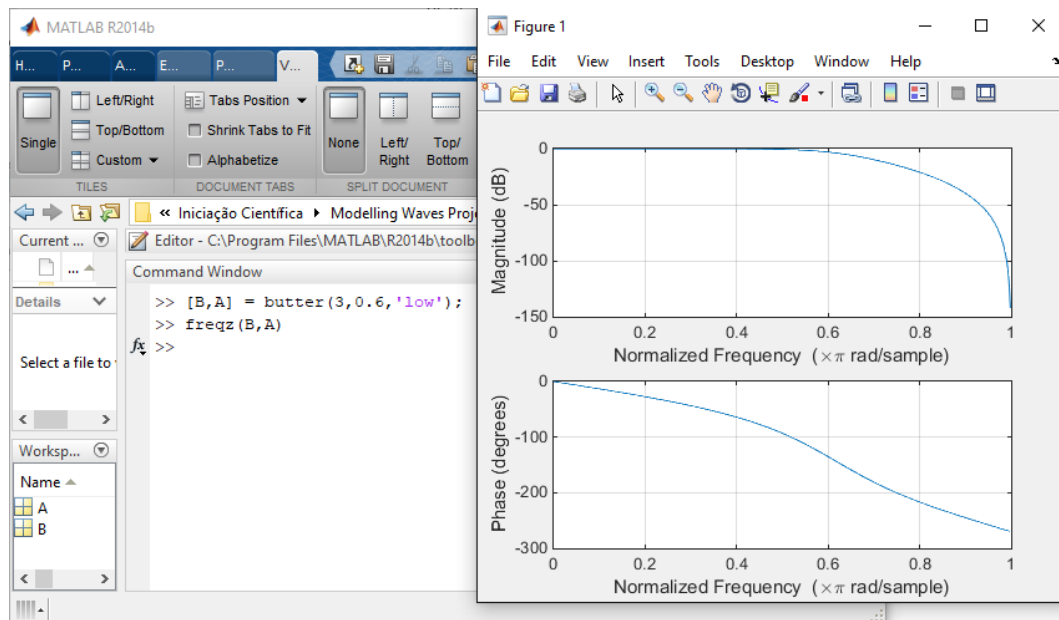 MATLAB R2014b
H... P... A... E... P... V...
Single
Left/Right
Top/Bottom
Custom
TILES
Tabs Position
Shrink Tabs to Fit
Alphabetize
DOCUMENT TABS
None
Left/
Right
Top/
Bottom
SPLIT DOCUMENT
« Iniciação Científica Modelling Waves Proje
Current ...
...
Details
Select a file to
Worksp...
Name
A
B
Editor - C:\Program Files\MATLAB\R2014b\toolb
Command Window
>> [B,A] = butter(3,0.6,'low');
>> freqz(B,A)
fx >>
Figure 1
File Edit View Insert Tools Desktop Window Help
Magnitude (dB)
0
-50
-100
-150
0 0.2 0.4 0.6 0.8 1
Normalized Frequency (×π rad/sample)
Phase (degrees)
0
-100
-200
-300
0 0.2 0.4 0.6 0.8 1
Normalized Frequency (×π rad/sample)